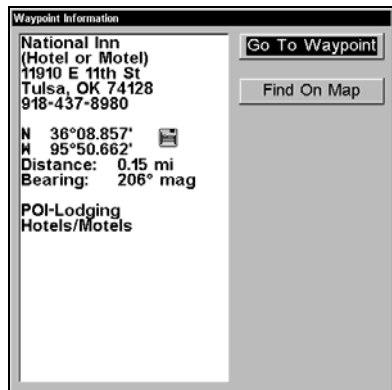 Waypoint Information
National Inn
(Hotel or Motel)
11910 E 11th St
Tulsa, OK 74128
918-437-8980
N 36°08.857'
W 95°50.662'
Distance: 0.15 mi
Bearing: 206° mag
POI-Lodging
Hotels/Motels
Go To Waypoint
Find On Map